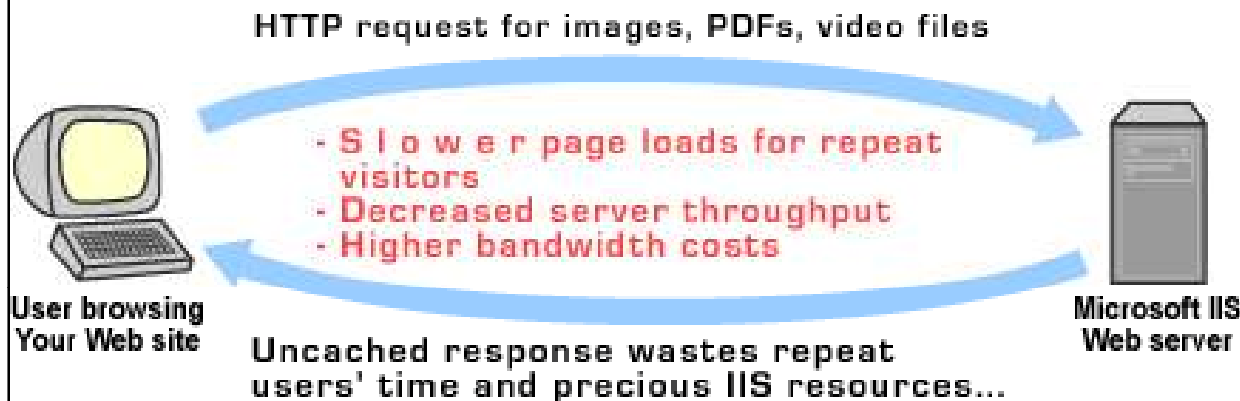 HTTP request for images, PDFs, video files
- S l o w e r page loads for repeat
visitors
- Decreased server throughput
- Higher bandwidth costs
User browsing
Your Web site
Microsoft IIS
Web server
Uncached response wastes repeat
users' time and precious IIS resources...